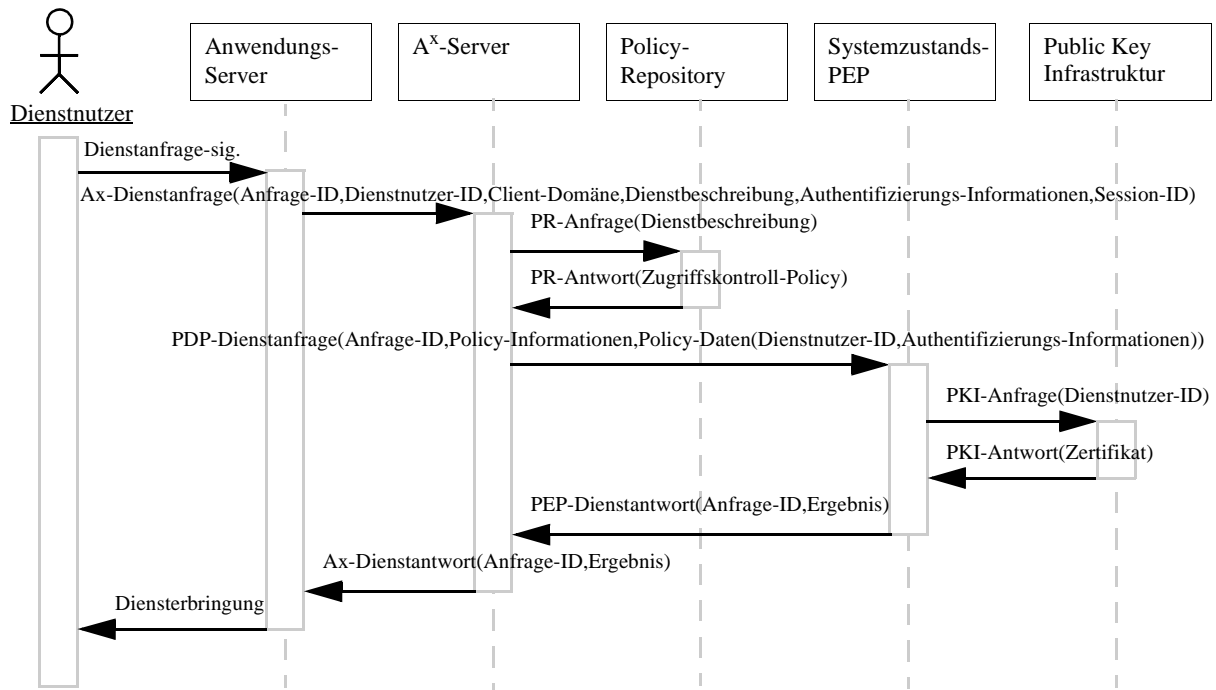 Anwendungs-
Server
A^x-Server
Policy-
Repository
Systemzustands-
PEP
Public Key
Infrastruktur
Dienstnutzer
Dienstanfrage-sig.
Ax-Dienstanfrage(Anfrage-ID,Dienstnutzer-ID,Client-Domäne,Dienstbeschreibung,Authentifizierungs-Informationen,Session-ID)
PR-Anfrage(Dienstbeschreibung)
PR-Antwort(Zugriffskontroll-Policy)
PDP-Dienstanfrage(Anfrage-ID,Policy-Informationen,Policy-Daten(Dienstnutzer-ID,Authentifizierungs-Informationen))
PKI-Anfrage(Dienstnutzer-ID)
PKI-Antwort(Zertifikat)
PEP-Dienstantwort(Anfrage-ID,Ergebnis)
Ax-Dienstantwort(Anfrage-ID,Ergebnis)
Diensterbringung